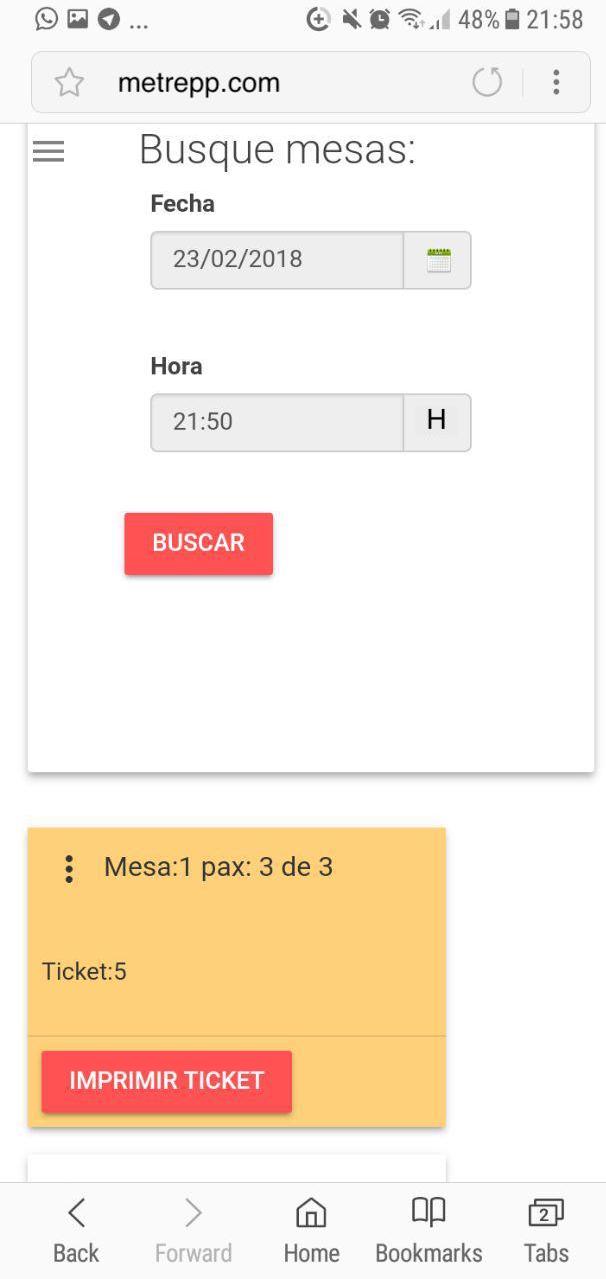 ... 48% 21:58
metrepp.com
Busque mesas:
Fecha
23/02/2018
Hora
21:50 H
BUSCAR
Mesa:1 pax: 3 de 3
Ticket:5
IMPRIMIR TICKET
2
Back Forward Home Bookmarks Tabs